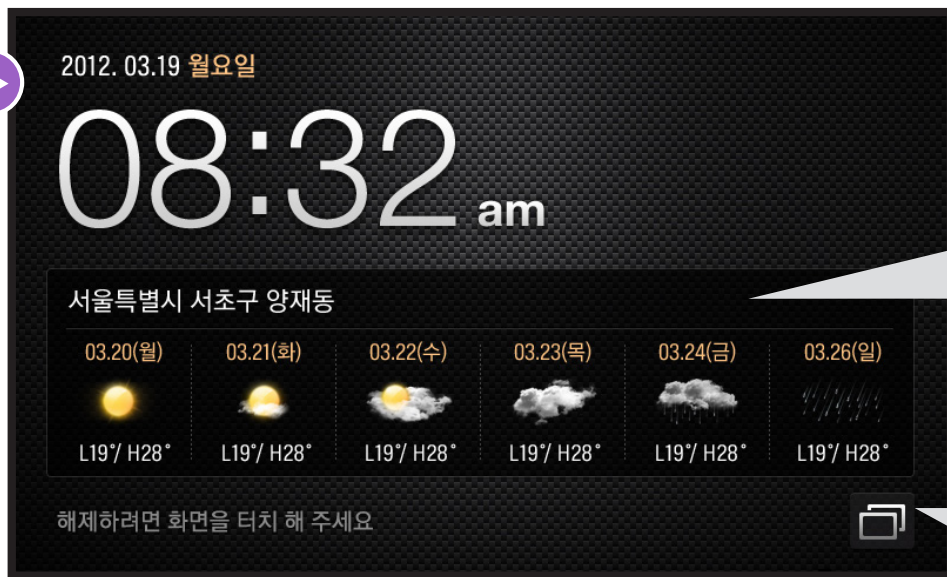 2012. 03.19 월요일
08:32 am
서울특별시 서초구 양재동
03.20(월) 03.21(화) 03.22(수) 03.23(목) 03.24(금) 03.26(일)
L19°/ H28° L19°/ H28° L19°/ H28° L19°/ H28° L19°/ H28° L19°/ H28°
해제하려면 화면을 터치 해 주세요